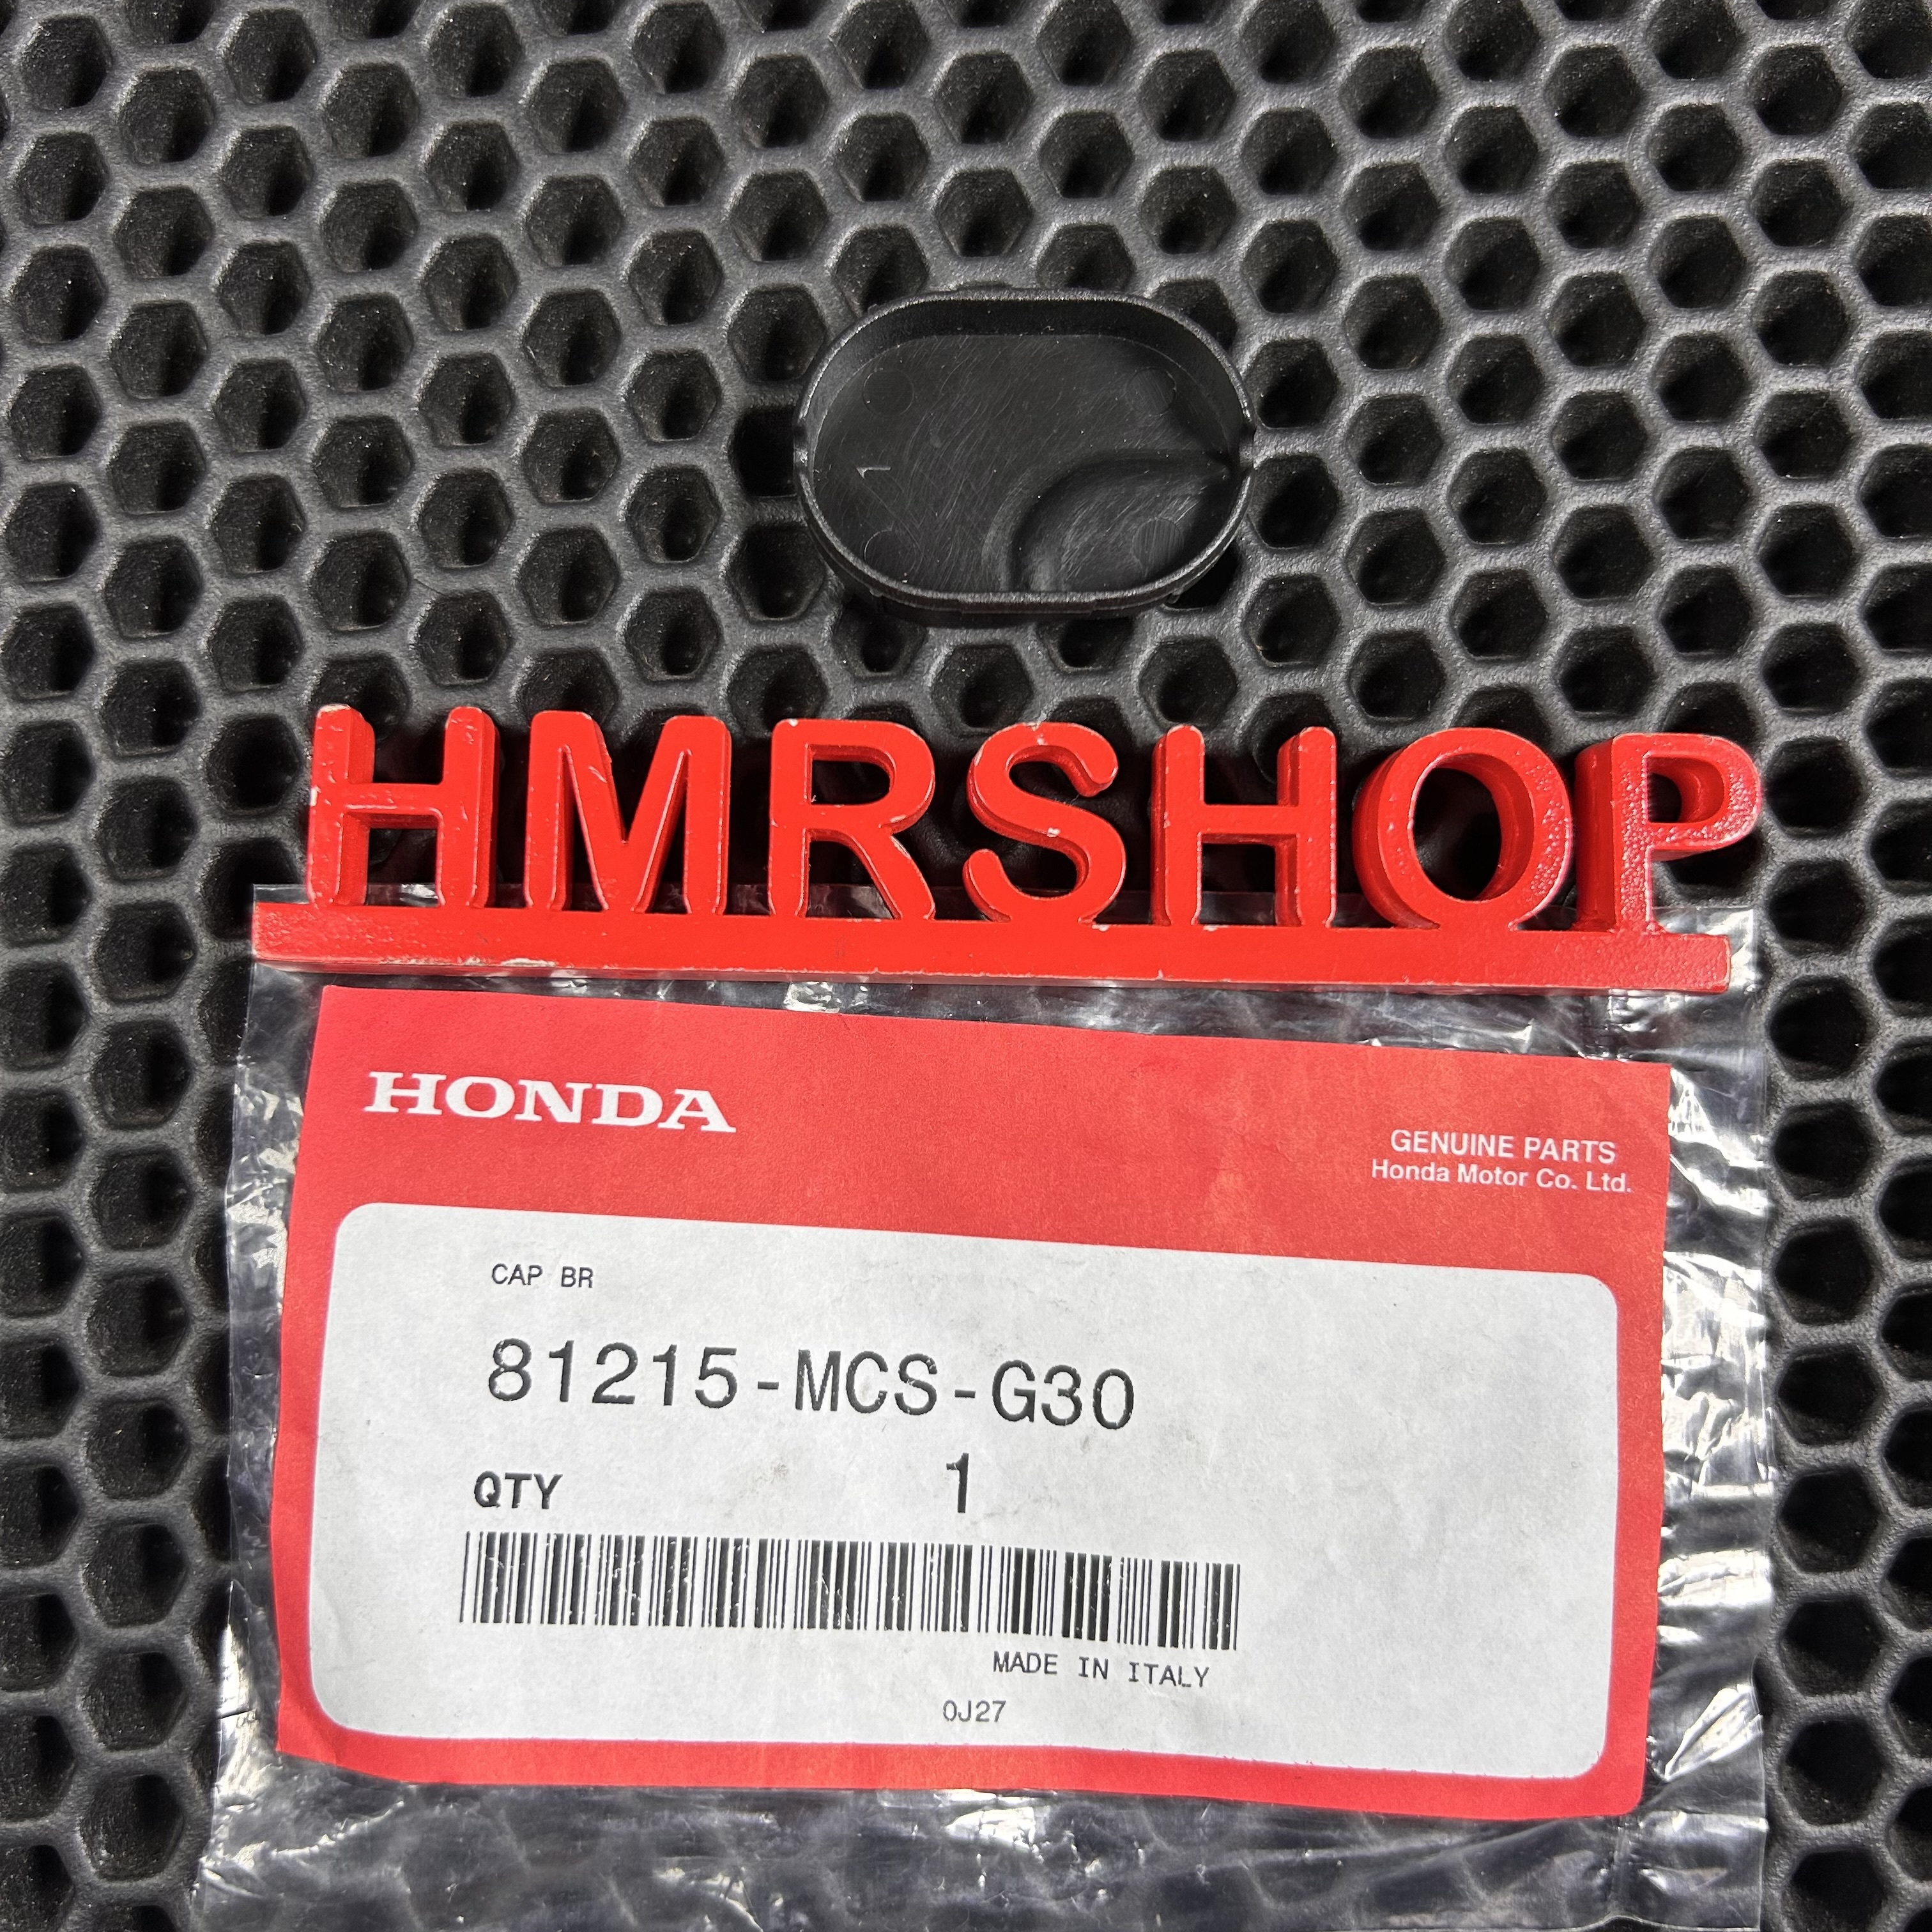 1
HMRSHOP
HONDA
GENUINE PARTS
Honda Motor Co. Ltd.
CAP BR
81215-MCS-G30
QTY 1
MADE IN ITALY
0J27